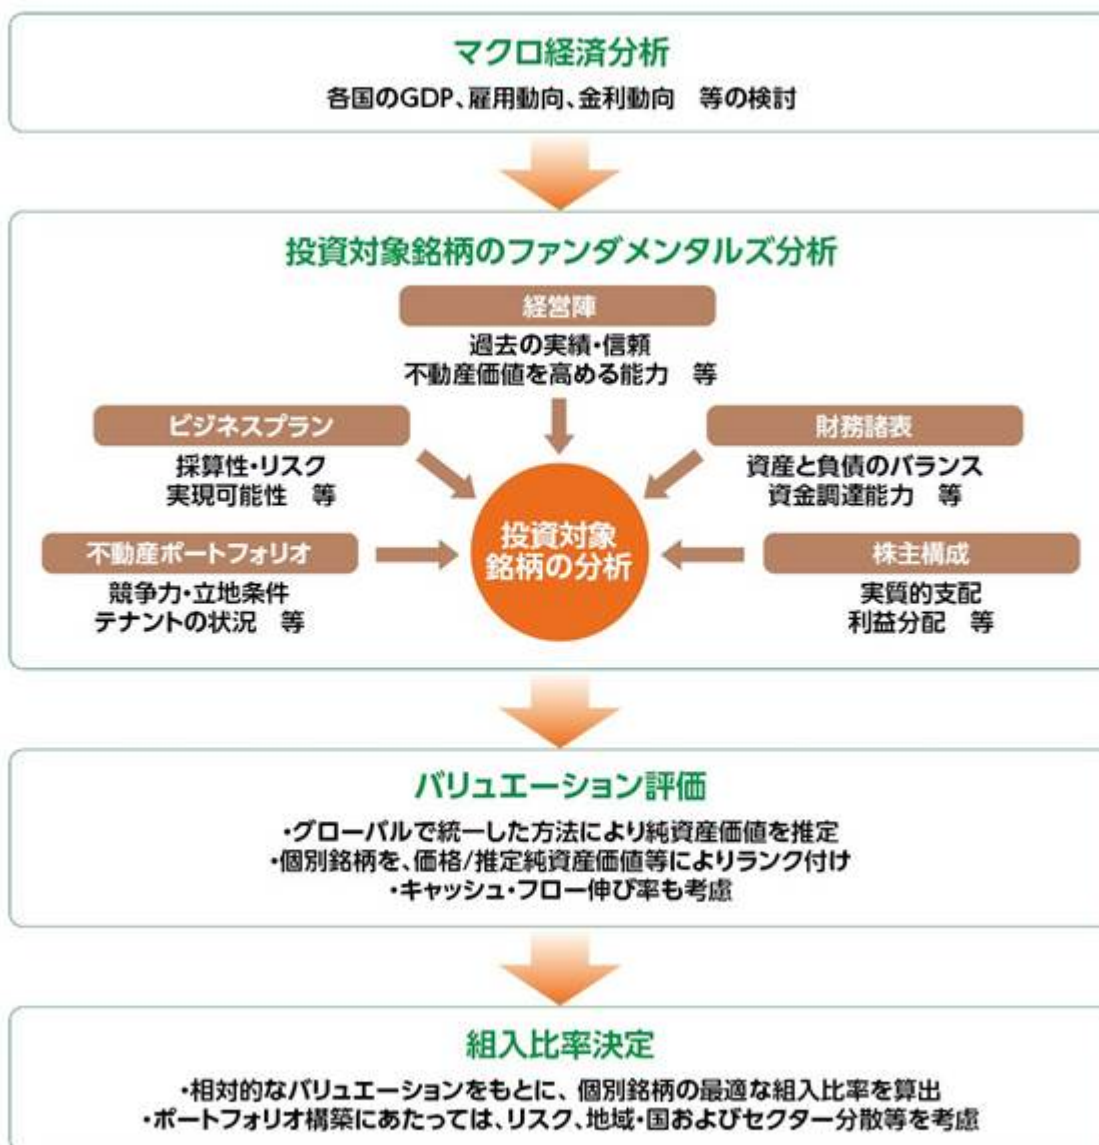 マクロ経済分析
各国のGDP、雇用動向、金利動向　等の検討
投資対象銘柄のファンダメンタルズ分析
経営陣
過去の実績・信頼
不動産価値を高める能力　等
ビジネスプラン
採算性・リスク
実現可能性　等
財務諸表
資産と負債のバランス
資金調達能力　等
不動産ポートフォリオ
競争力・立地条件
テナントの状況　等
投資対象
銘柄の分析
株主構成
実質的支配
利益分配　等
バリュエーション評価
・グローバルで統一した方法により純資産価値を推定
・個別銘柄を、価格/推定純資産価値等によりランク付け
・キャッシュ・フロー伸び率も考慮
組入比率決定
・相対的なバリュエーションをもとに、個別銘柄の最適な組入比率を算出
・ポートフォリオ構築にあたっては、リスク、地域・国およびセクター分散等を考慮